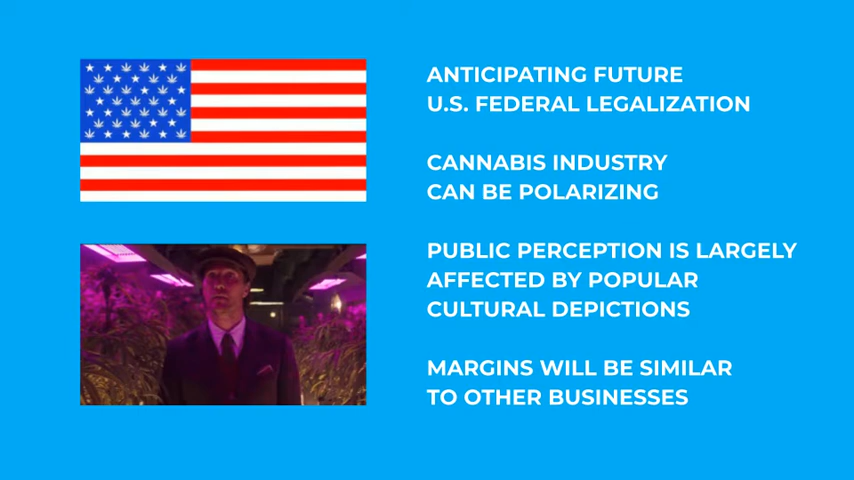 ANTICIPATING FUTURE
U.S. FEDERAL LEGALIZATION
CANNABIS INDUSTRY
CAN BE POLARIZING
PUBLIC PERCEPTION IS LARGELY
AFFECTED BY POPULAR
CULTURAL DEPICTIONS
MARGINS WILL BE SIMILAR
TO OTHER BUSINESSES